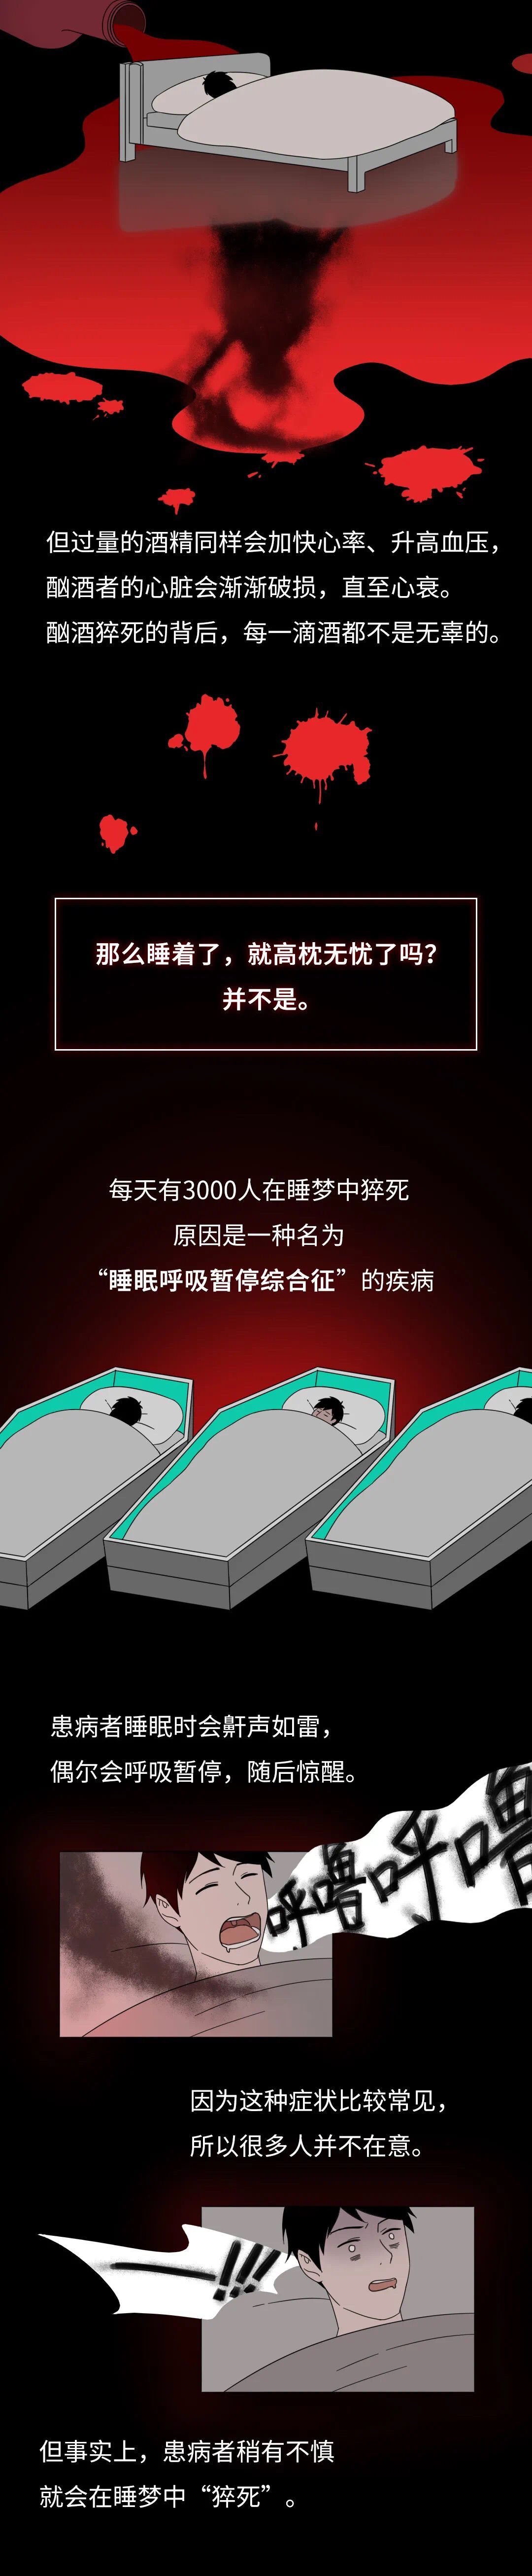 但过量的酒精同样会加快心率、升高血压，
酗酒者的心脏会渐渐破损，直至心衰。
酗酒猝死的背后，每一滴酒都不是无辜的。
那么睡着了，就高枕无忧了吗？
并不是。
每天有3000人在睡梦中猝死
原因是一种名为
“睡眠呼吸暂停综合征”的疾病
患病者睡眠时会鼾声如雷，
偶尔会呼吸暂停，随后惊醒。
呼噜呼噜
因为这种症状比较常见，
所以很多人并不在意。
一!!!
但事实上，患病者稍有不慎
就会在睡梦中“猝死”。